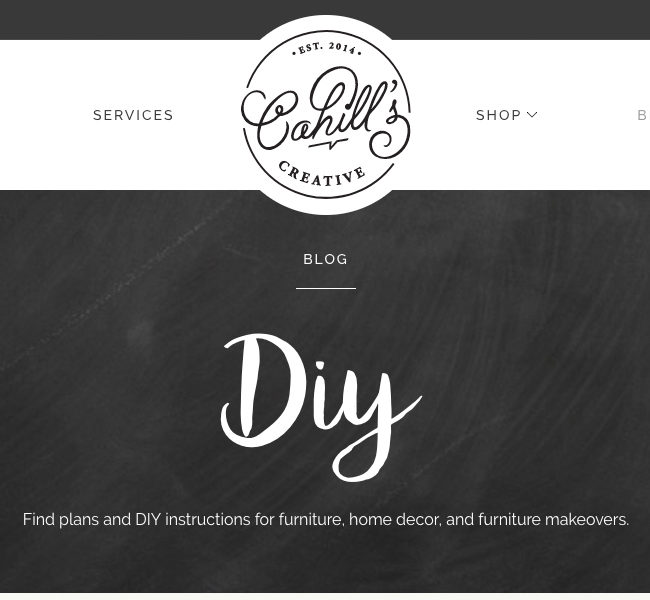 • EST. 2014 •
Cahill's
CREATIVE
SERVICES
SHOP
B
BLOG
Diy
Find plans and DIY instructions for furniture, home decor, and furniture makeovers.